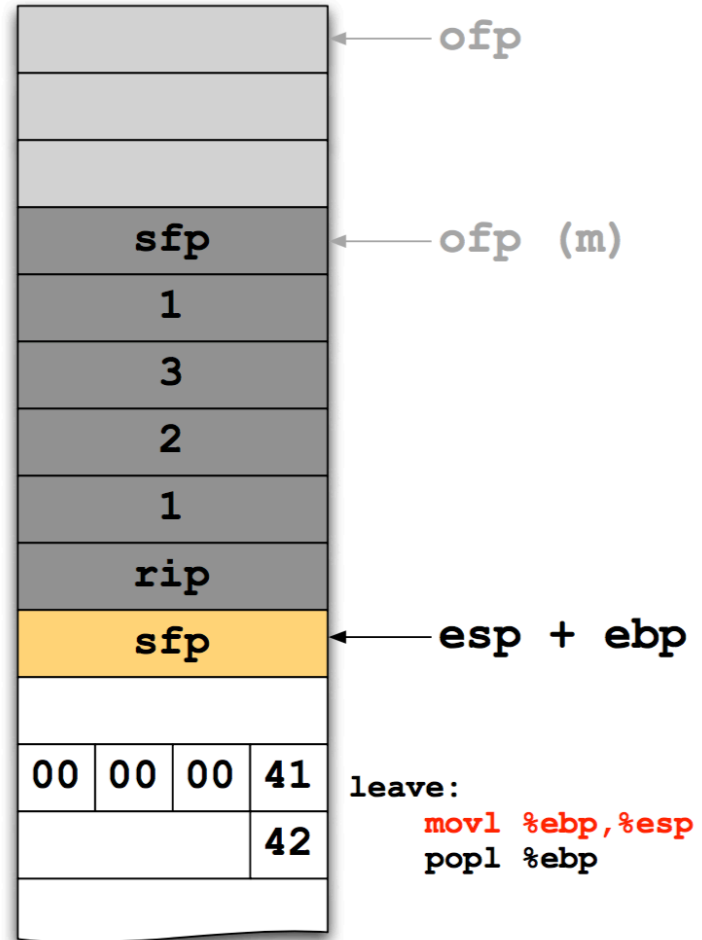 ofp
sfp
ofp (m)
1
3
2
1
rip
sfp
esp + ebp
00 00 00 41
42
leave:
movl %ebp,%esp
popl %ebp